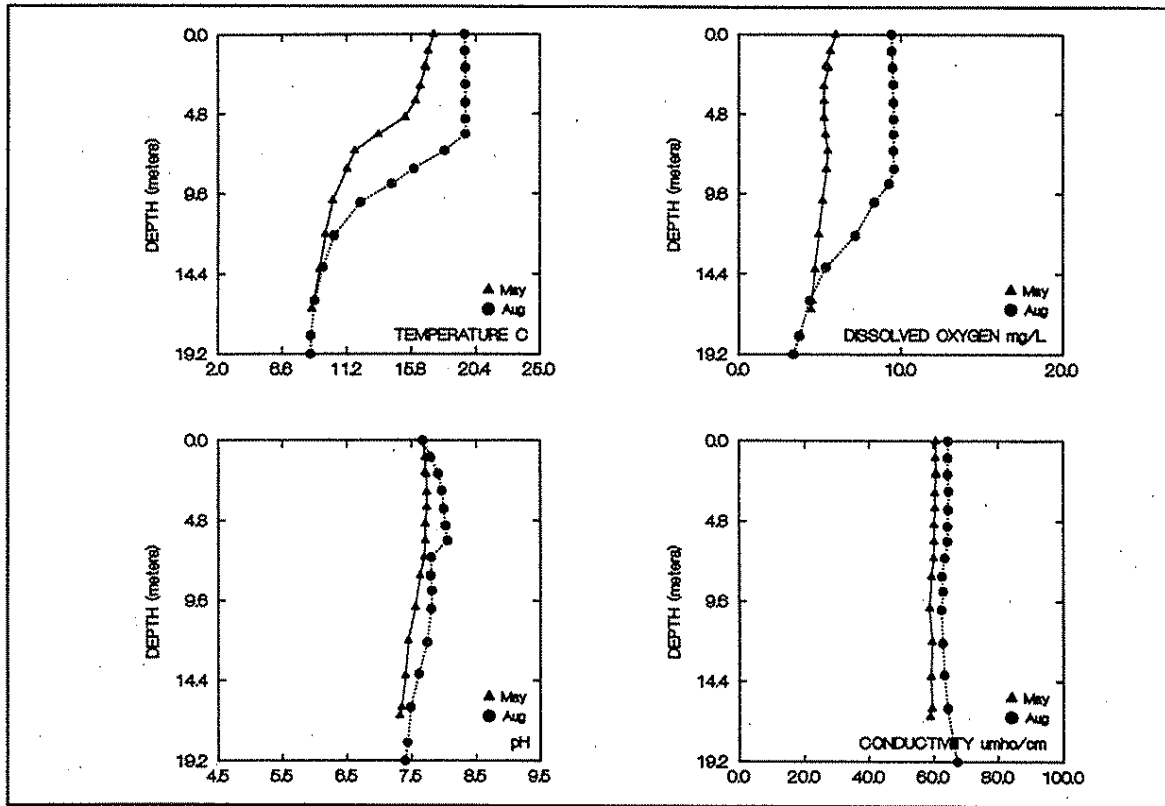 0.0
4.8
9.6
14.4
19.2
DEPTH (meters)
May
Aug
TEMPERATURE C
2.0 6.6 11.2 15.8 20.4 25.0
0.0
4.8
9.6
14.4
19.2
DEPTH (meters)
May
Aug
DISSOLVED OXYGEN mg/L
0.0 10.0 20.0
0.0
4.8
9.6
14.4
19.2
DEPTH (meters)
May
Aug
pH
4.5 5.5 6.5 7.5 8.5 9.5
0.0
4.8
9.6
14.4
19.2
DEPTH (meters)
May
Aug
CONDUCTIVITY umho/cm
0.0 20.0 40.0 60.0 80.0 100.0